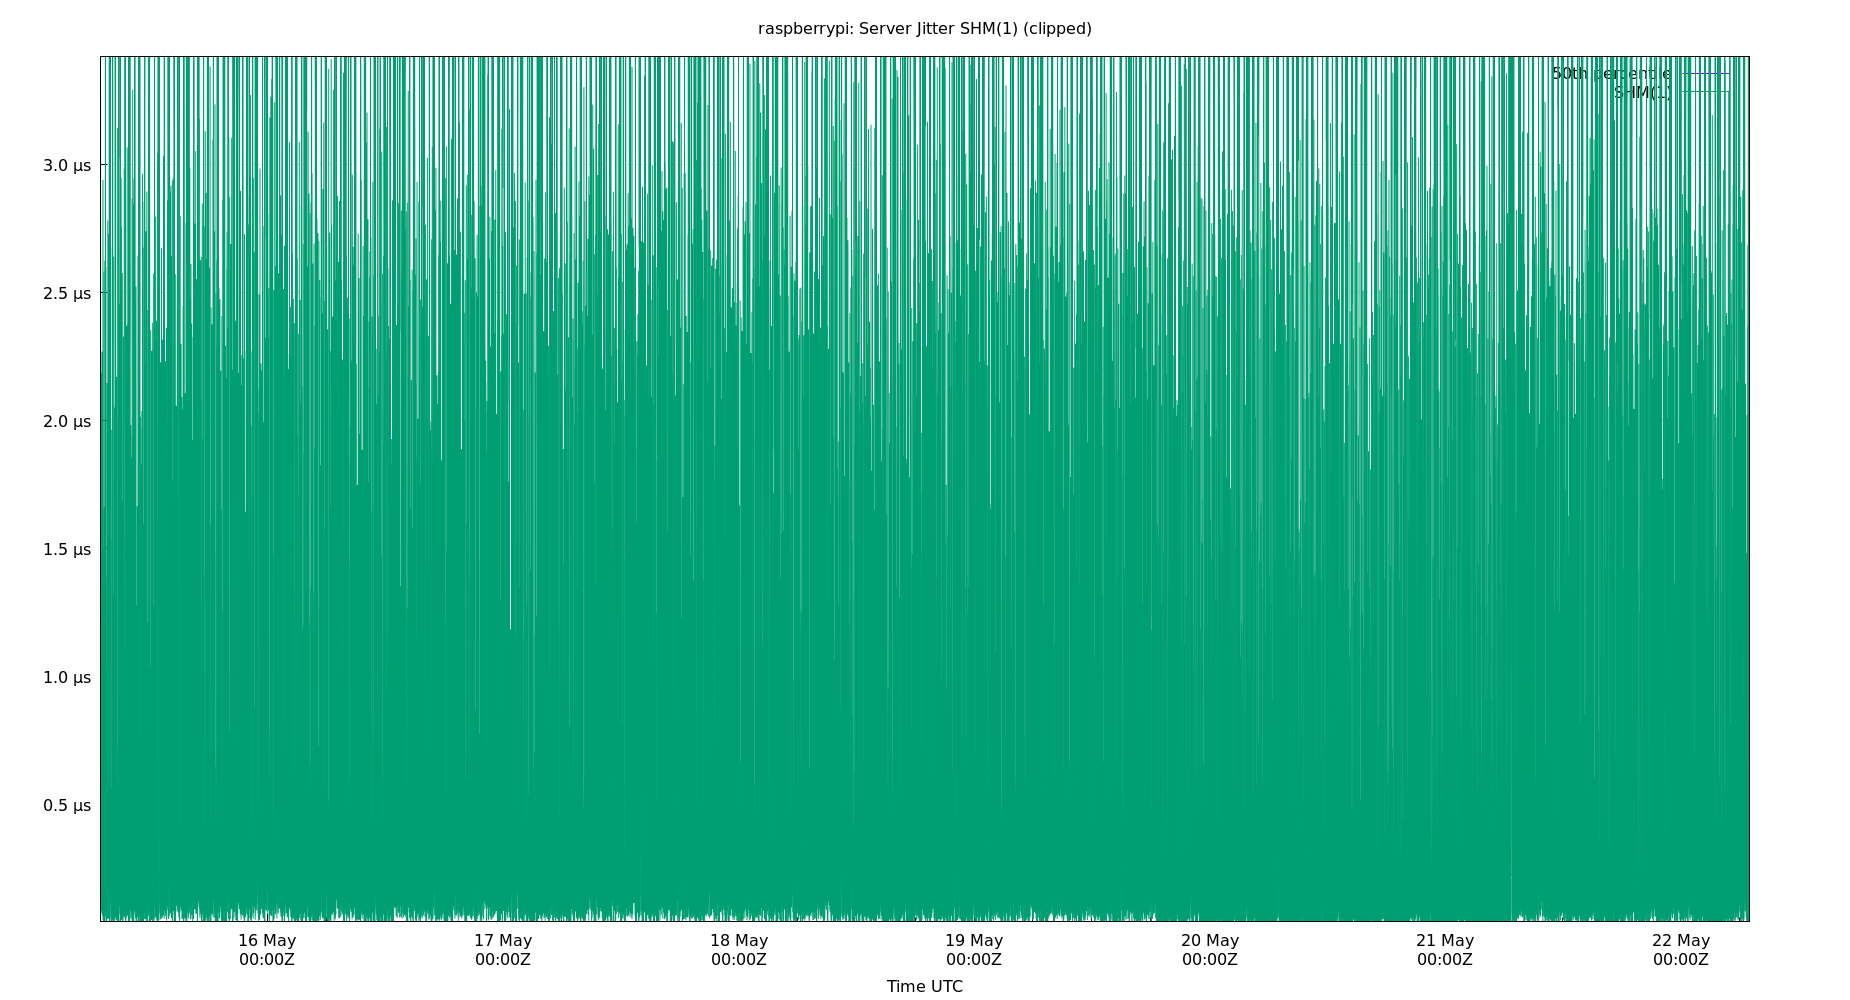 raspberrypi: Server Jitter SHM(1) (clipped)
50th percentile
SHM(1)
3.0 µs
2.5 µs
2.0 µs
1.5 µs
1.0 µs
0.5 µs
16 May 17 May 18 May 19 May 20 May 21 May 22 May
00:00Z 00:00Z 00:00Z 00:00Z 00:00Z 00:00Z 00:00Z
Time UTC